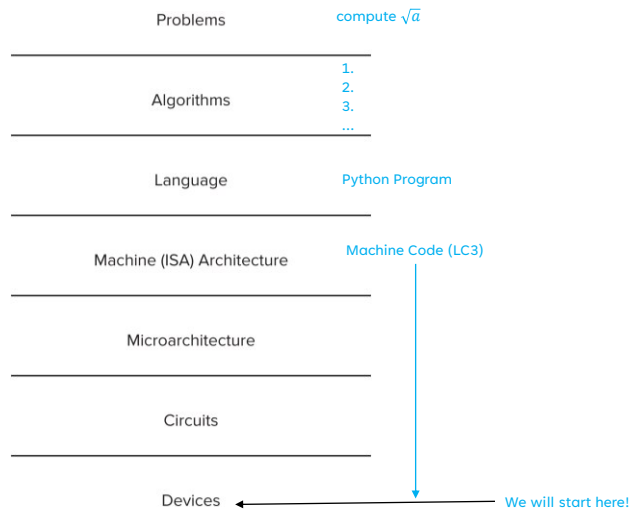 Problems
compute √a
Algorithms
1.
2.
3.
...
Language
Python Program
Machine (ISA) Architecture
Machine Code (LC3)
Microarchitecture
Circuits
Devices
We will start here!